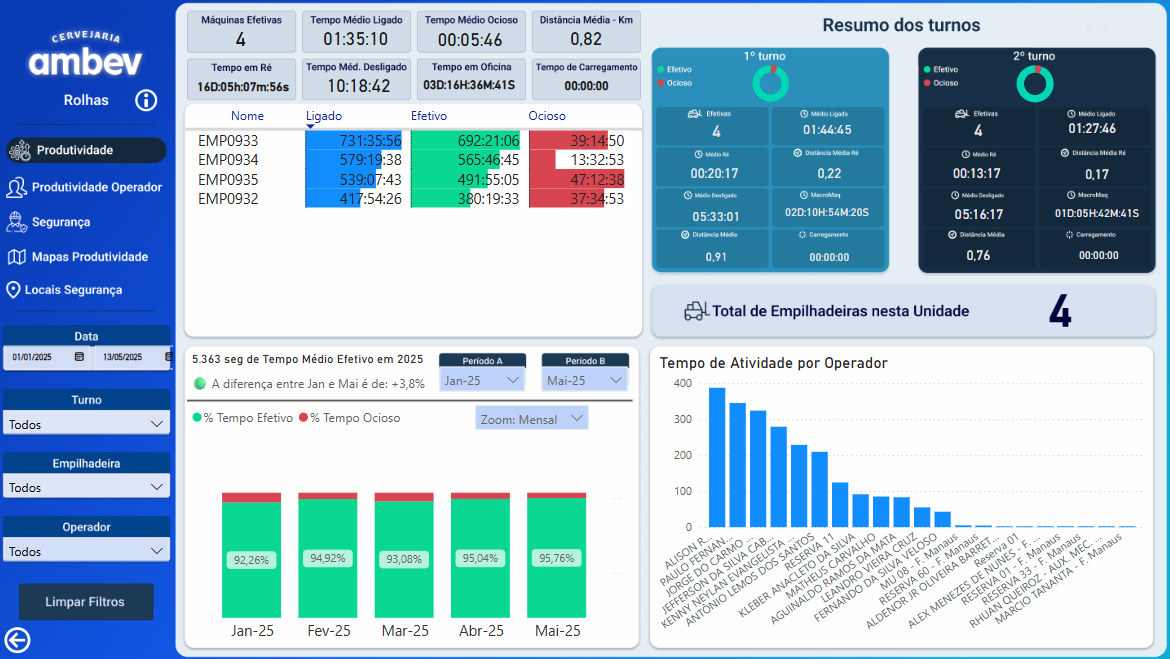 CERVEJARIA
ambev
Rolhas
Produtividade
Produtividade Operador
Segurança
Mapas Produtividade
Locais Segurança
Data
01/01/2025 13/05/2025
Turno
Todos
Empilhadeira
Todos
Operador
Todos
Limpar Filtros
Máquinas Efetivas
4
Tempo Médio Ligado
01:35:10
Tempo Médio Ocioso
00:05:46
Distância Média - Km
0,82
Tempo em Ré
16D:05h:07m:56s
Tempo Méd. Desligado
10:18:42
Tempo em Oficina
03D:16H:36M:41S
Tempo de Carregamento
00:00:00
Nome Ligado Efetivo Ocioso
EMP0933 731:35:56 692:21:06 39:14:50
EMP0934 579:19:38 565:46:45 13:32:53
EMP0935 539:07:43 491:55:05 47:12:38
EMP0932 417:54:26 380:19:33 37:34:53
Resumo dos turnos
0,00
1º turno
Efetivo
Ocioso
Efetivas
4
Médio Ligado
01:44:45
Médio Ré
00:20:17
Distância Média Ré
0,22
Médio Desligado
05:33:01
MacroMaq
02D:10H:54M:20S
Distância Média
0,91
Carregamento
00:00:00
2º turno
Efetivo
Ocioso
Efetivas
4
Médio Ligado
01:27:46
Médio Ré
00:13:17
Distância Média Ré
0,17
Médio Desligado
05:16:17
MacroMaq
01D:05H:42M:41S
Distância Média
0,76
Carregamento
00:00:00
Total de Empilhadeiras nesta Unidade 4
5.363 seg de Tempo Médio Efetivo em 2025
A diferença entre Jan e Mai é de: +3,8%
Período A
Jan-25
Período B
Mai-25
% Tempo Efetivo % Tempo Ocioso
Zoom: Mensal
92,26% 94,92% 93,08% 95,04% 95,76%
Jan-25 Fev-25 Mar-25 Abr-25 Mai-25
Tempo de Atividade por Operador
400
300
200
100
0
ALISON R...
PAULO FERNAN...
JORGE DO CARMO ...
JEFFERSON DA SILVA CAB...
KENNY NEYLAN EVANGELISTA ...
ANTÔNIO LEMOS DOS SANTOS
RESERVA 11
KLEBER ANACLETO DA SILVA
MATHEUS CARVALHO
AGUINALDO RAMOS DA MATA
LEANDRO VIEIRA CRUZ
FERNANDO DA SILVA VELOSO
MU 08 - F. Manaus
RESERVA 60 - F. Manaus
ALDENOR JR OLIVEIRA BARRET...
Reserva 01
ALEX MENEZES DE NUNES - F. ...
RESERVA 01 - F. Manaus
RESERVA 33 - F. Manaus
RHUAN QUEIROZ - AUX. MEC. ...
MARCIO TANANTA - F. Manaus